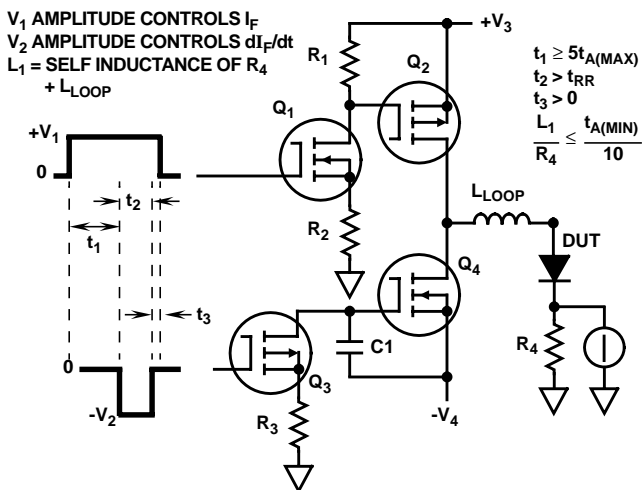 V1 AMPLITUDE CONTROLS IF
V2 AMPLITUDE CONTROLS dIF/dt
L1 = SELF INDUCTANCE OF R4
+ LLOOP
+V3
R1
Q2
t1 ≥ 5tA(MAX)
t2 > tRR
t3 > 0
L1/R4 ≤ tA(MIN)/10
Q1
+V1
0
t2
t1
R2
LLOOP
DUT
Q4
t3
0
C1
R4
Q3
-V2
R3
-V4